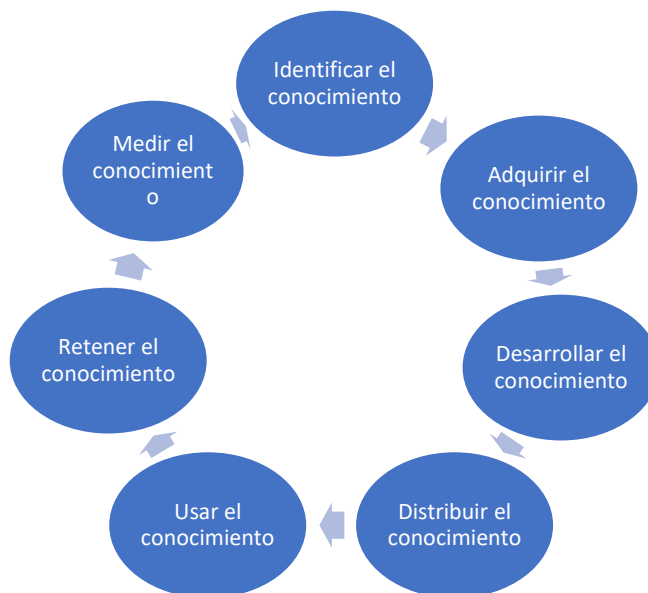 Identificar el
conocimiento
Adquirir el
conocimiento
Desarrollar el
conocimiento
Distribuir el
conocimiento
Usar el
conocimiento
Retener el
conocimiento
Medir el
conocimient
o